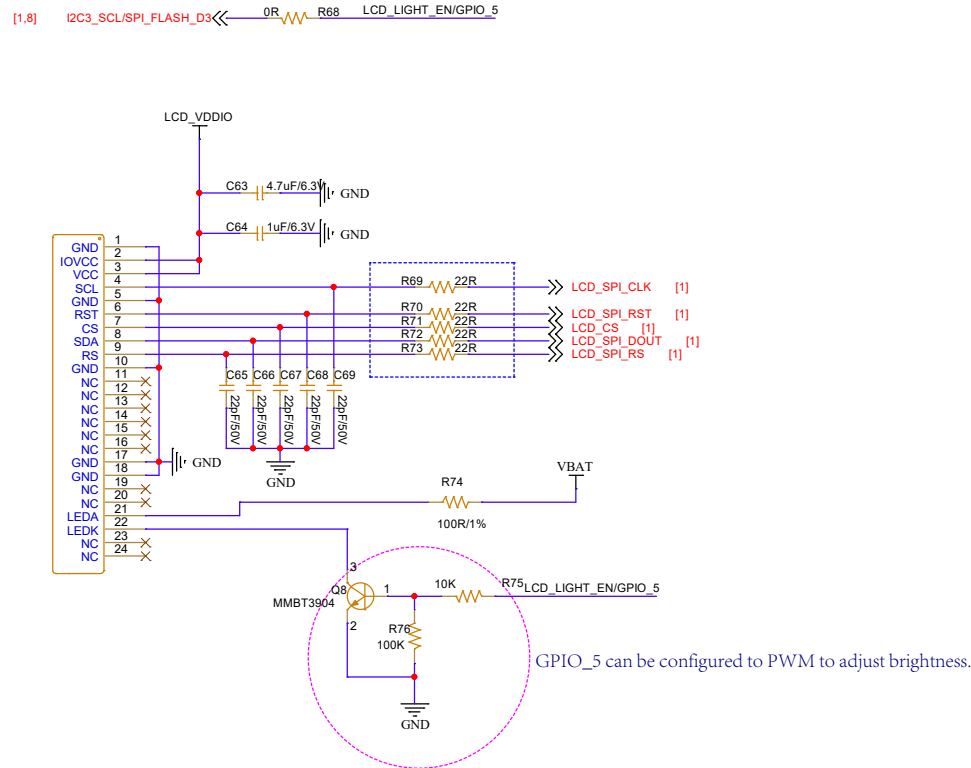 [1,8] I2C3_SCL/SPI_FLASH_D3 0R R68 LCD_LIGHT_EN/GPIO_5
LCD_VDDIO
C63 4.7uF/6.3V GND
C64 1uF/6.3V GND
GND 1
IOVCC 2
VCC 3
SCL 4 R69 22R LCD_SPI_CLK [1]
GND 5
RST 6 R70 22R LCD_SPI_RST [1]
CS 7 R71 22R LCD_CS [1]
SDA 8 R72 22R LCD_SPI_DOUT [1]
RS 9 R73 22R LCD_SPI_RS [1]
GND 10
NC 11
NC 12
NC 13
NC 14
NC 15
NC 16
GND 17 GND
GND 18
NC 19
NC 20
LEDA 21
LEDK 22
NC 23
NC 24
C65 C66 C67 C68 C69
22pF/50V 22pF/50V 22pF/50V 22pF/50V 22pF/50V
GND
VBAT
R74
100R/1%
3
Q8 1 10K R75 LCD_LIGHT_EN/GPIO_5
MMBT3904
2 R76
100K
GND
GPIO_5 can be configured to PWM to adjust brightness.